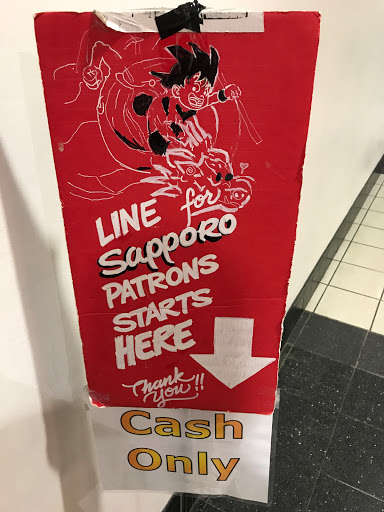 LINE for
Sapporo
PATRONS
STARTS
HERE
Thank
You!!
Cash
Only